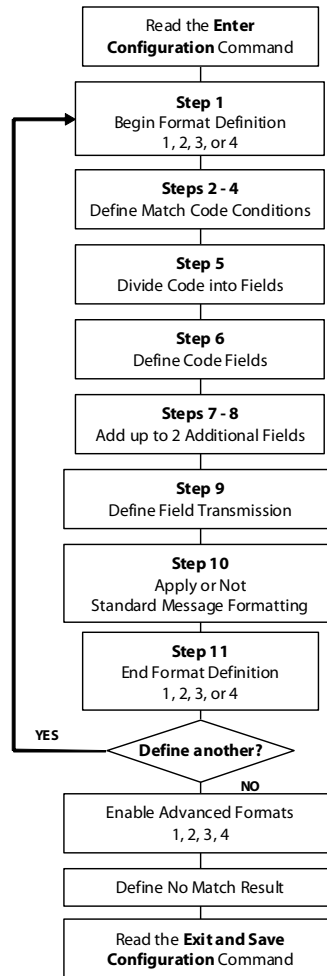 Read the Enter
Configuration Command
Step 1
Begin Format Definition
1, 2, 3, or 4
Steps 2 - 4
Define Match Code Conditions
Step 5
Divide Code into Fields
Step 6
Define Code Fields
Steps 7 - 8
Add up to 2 Additional Fields
Step 9
Define Field Transmission
Step 10
Apply or Not
Standard Message Formatting
Step 11
End Format Definition
1, 2, 3, or 4
YES
Define another?
NO
Enable Advanced Formats
1, 2, 3, 4
Define No Match Result
Read the Exit and Save
Configuration Command